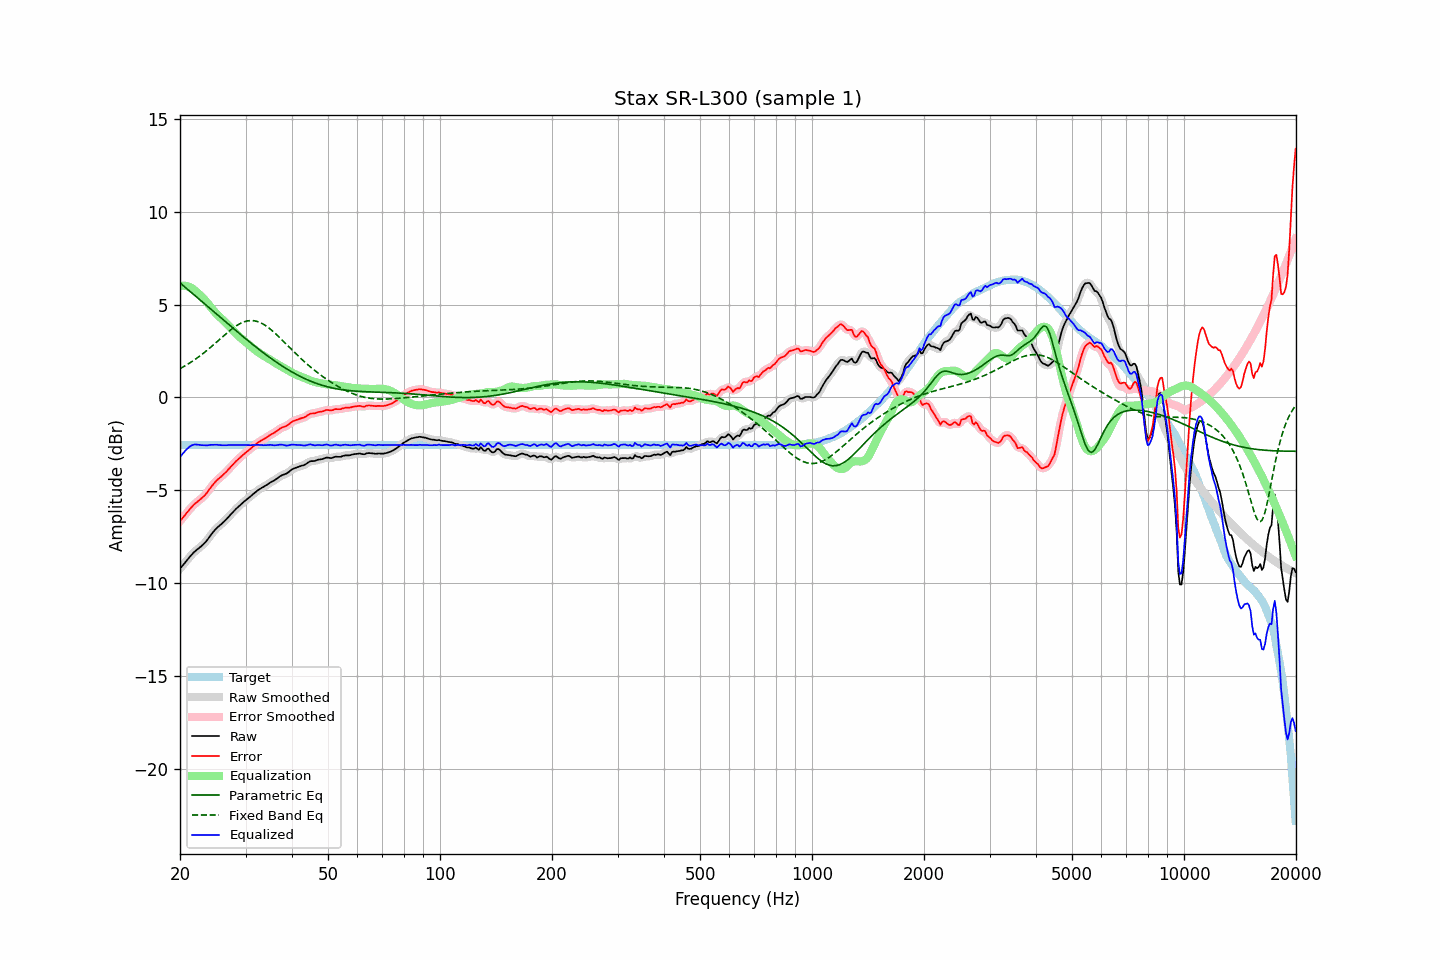 Stax SR-L300 (sample 1)
15
10
5
0
−5
−10
−15
−20
Amplitude (dBr)
Target
Raw Smoothed
Error Smoothed
Raw
Error
Equalization
Parametric Eq
Fixed Band Eq
Equalized
20 50 100 200 500 1000 2000 5000 10000 20000
Frequency (Hz)